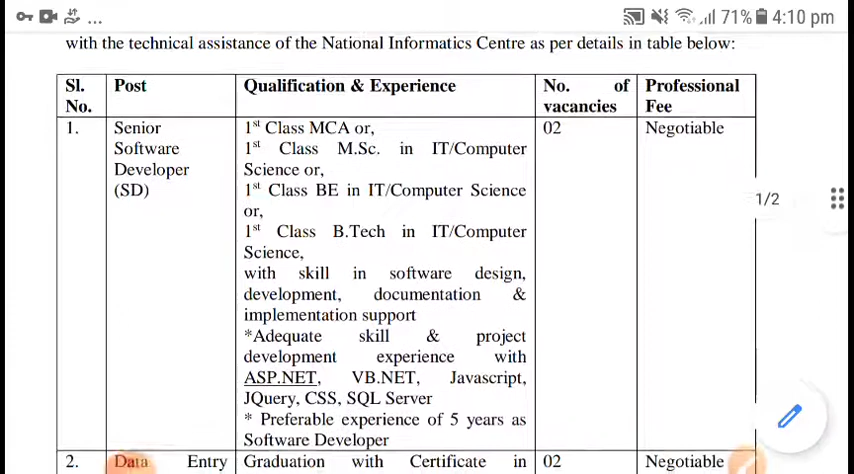 ... 71% 4:10 pm
with the technical assistance of the National Informatics Centre as per details in table below:
Sl. No. Post Qualification & Experience No. of vacancies Professional Fee
1. Senior Software Developer (SD) 02 Negotiable
1st Class MCA or,
1st Class M.Sc. in IT/Computer
Science or,
1st Class BE in IT/Computer Science
or,
1st Class B.Tech in IT/Computer
Science,
with skill in software design,
development, documentation &
implementation support
*Adequate skill & project
development experience with
ASP.NET, VB.NET, Javascript,
JQuery, CSS, SQL Server
* Preferable experience of 5 years as
Software Developer
1/2
2. Data Entry Graduation with Certificate in 02 Negotiable